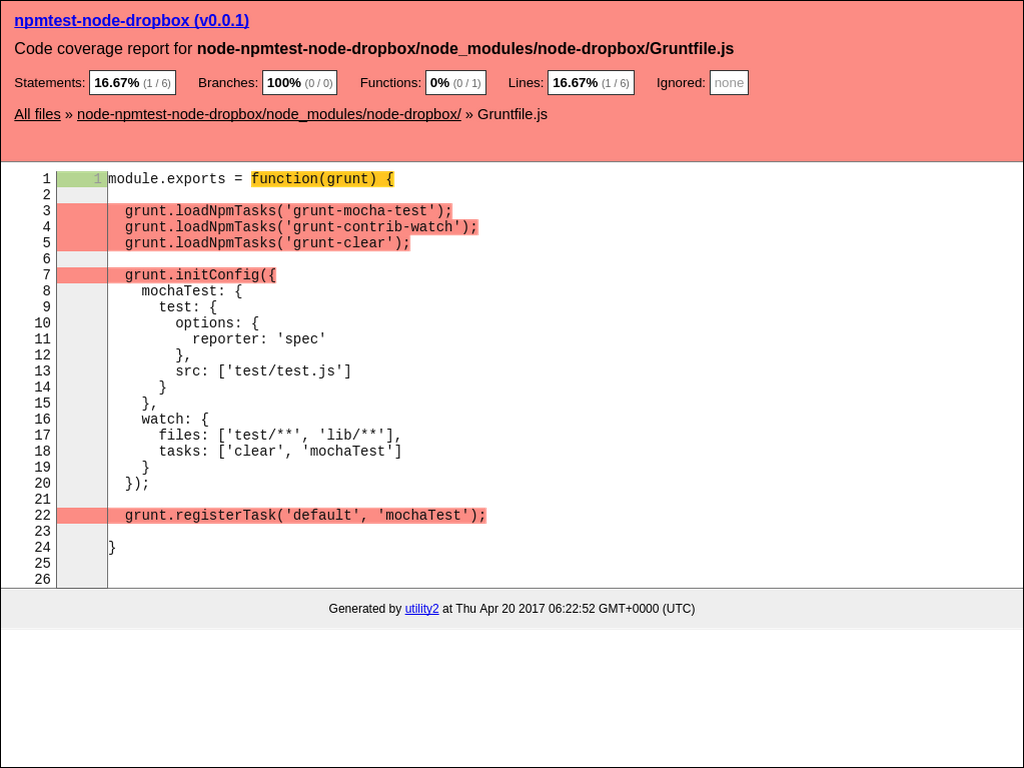 npmtest-node-dropbox (v0.0.1)
Code coverage report for node-npmtest-node-dropbox/node_modules/node-dropbox/Gruntfile.js
Statements: 16.67% (1 / 6) Branches: 100% (0 / 0) Functions: 0% (0 / 1) Lines: 16.67% (1 / 6) Ignored: none
All files » node-npmtest-node-dropbox/node_modules/node-dropbox/ » Gruntfile.js
1 1 module.exports = function(grunt) {
2
3 grunt.loadNpmTasks('grunt-mocha-test');
4 grunt.loadNpmTasks('grunt-contrib-watch');
5 grunt.loadNpmTasks('grunt-clear');
6
7 grunt.initConfig({
8 mochaTest: {
9 test: {
10 options: {
11 reporter: 'spec'
12 },
13 src: ['test/test.js']
14 }
15 },
16 watch: {
17 files: ['test/**', 'lib/**'],
18 tasks: ['clear', 'mochaTest']
19 }
20 });
21
22 grunt.registerTask('default', 'mochaTest');
23
24 }
25
26
Generated by utility2 at Thu Apr 20 2017 06:22:52 GMT+0000 (UTC)